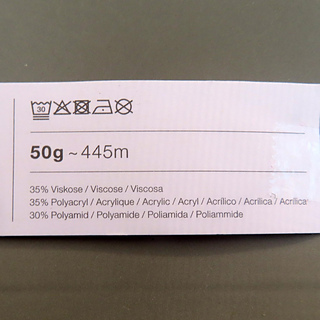 30
50g ~ 445m
35% Viskose / Viscose / Viscosa
35% Polyacryl / Acrylique / Acrylic / Acryl / Acrílico / Acrilica / Acrílica
30% Polyamid / Polyamide / Poliamida / Poliammide